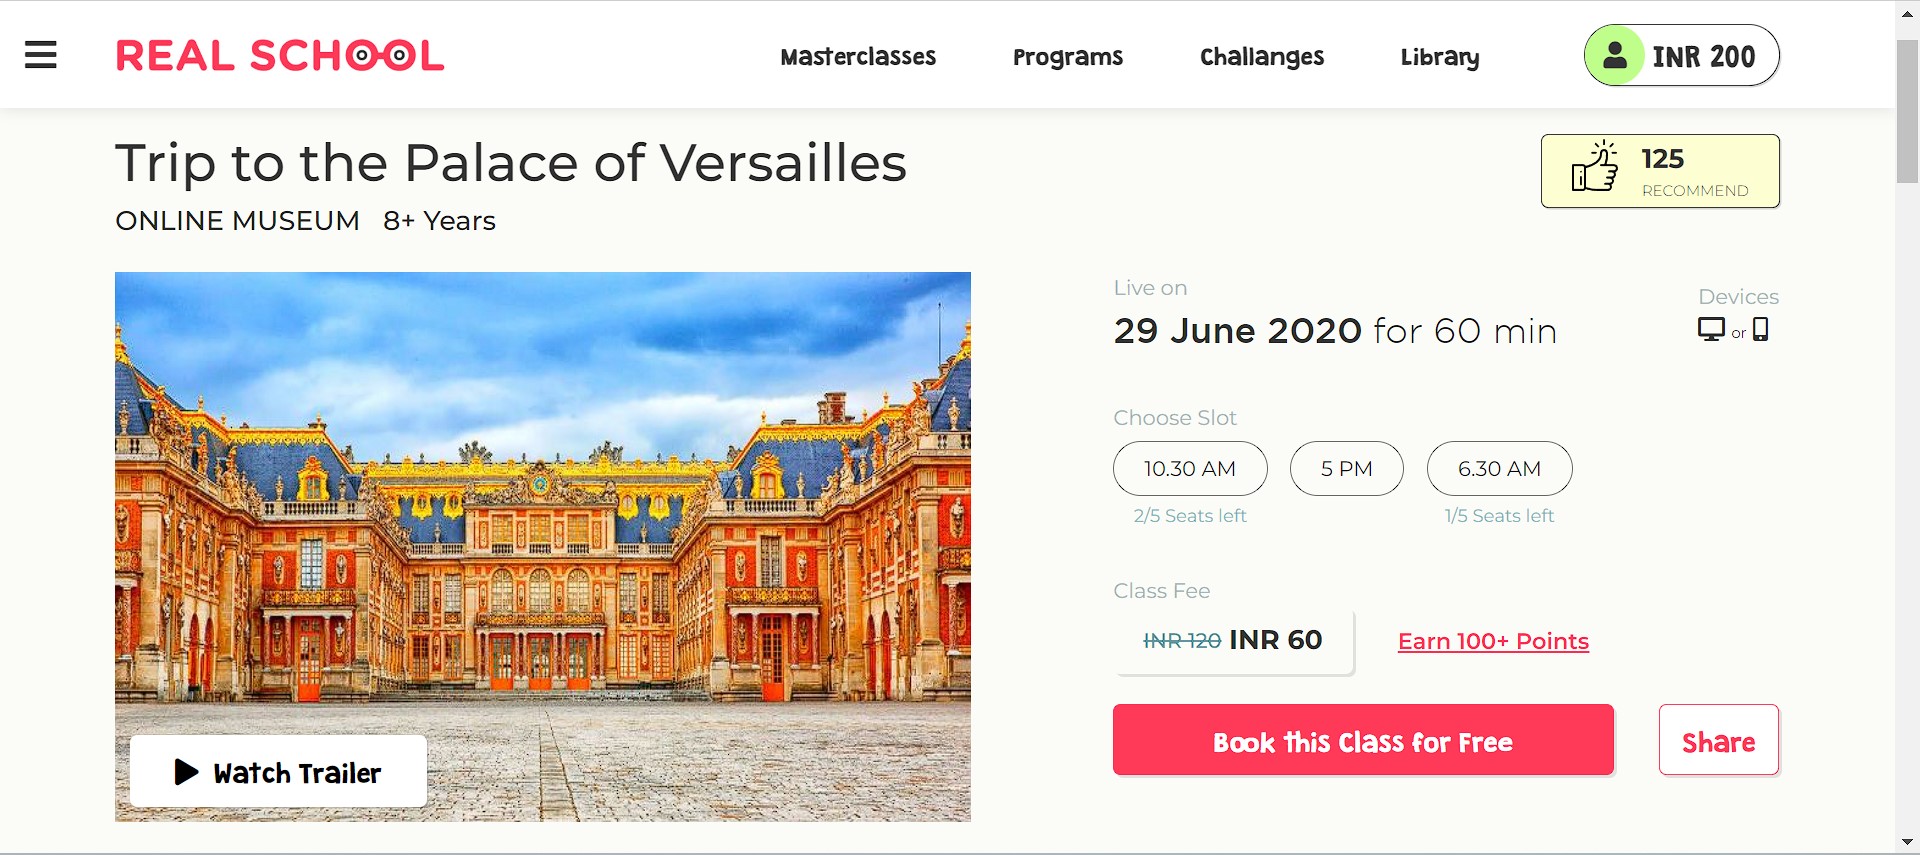 REAL SCHOOL
Masterclasses
Programs
Challanges
Library
INR 200
Trip to the Palace of Versailles
ONLINE MUSEUM 8+ Years
125
RECOMMEND
Live on
29 June 2020 for 60 min
Devices
or
Choose Slot
10.30 AM
5 PM
6.30 AM
2/5 Seats left
1/5 Seats left
Class Fee
INR 120 INR 60
Earn 100+ Points
Watch Trailer
Book this Class for Free
Share